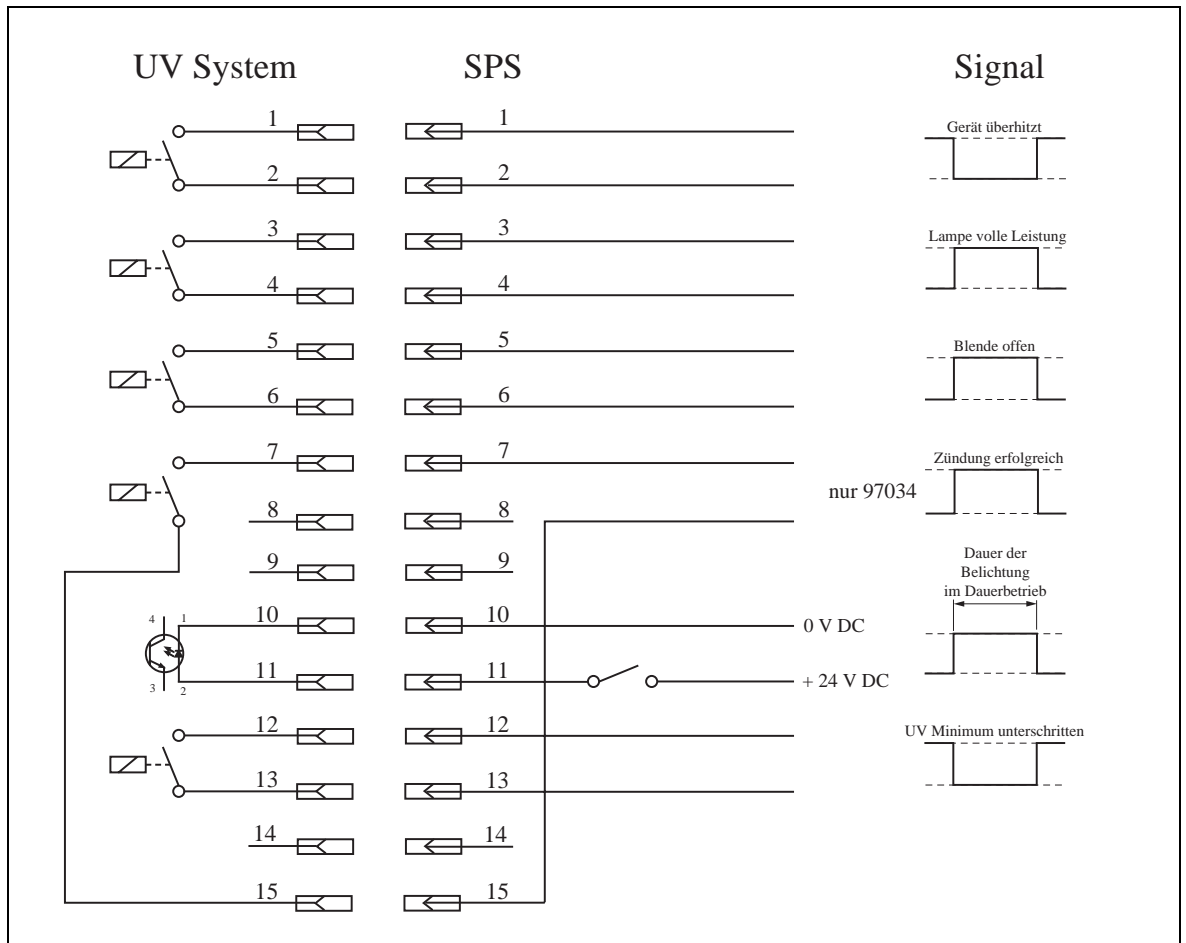 UV System SPS Signal
1 1
Gerät überhitzt
2 2
3 3
Lampe volle Leistung
4 4
5 5
Blende offen
6 6
7 7
Zündung erfolgreich
nur 97034
8 8
9 9
Dauer der
Belichtung
im Dauerbetrieb
4 1 10 10
0 V DC
3 2 11 11
+ 24 V DC
12 12
UV Minimum unterschritten
13 13
14 14
15 15